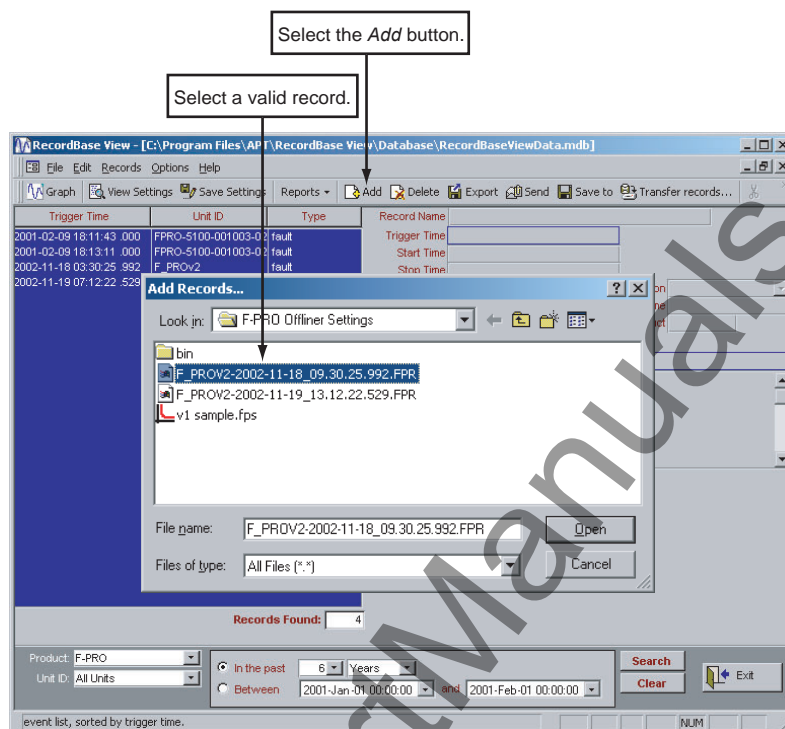 Select the Add button.
Select a valid record.
RecordBase View - [C:\Program Files\APT\RecordBase View\Database\RecordBaseViewData.mdb]
File Edit Records Options Help
Graph View Settings Save Settings Reports Add Delete Export Send Save to Transfer records...
Trigger Time Unit ID Type Record Name
Trigger Time
2001-02-09 18:11:43 .000 FPRO-5100-001003-02 fault
Start Time
2001-02-09 18:13:11 .000 FPRO-5100-001003-02 fault
Stop Time
2002-11-18 03:30:25 .992 F_PROv2 fault
2002-11-19 07:12:22 .529
Add Records...
Look in: F-PRO Offliner Settings
bin
F_PROV2-2002-11-18_09.30.25.992.FPR
F_PROV2-2002-11-19_13.12.22.529.FPR
v1 sample.fps
File name: F_PROV2-2002-11-18_09.30.25.992.FPR Open
Files of type: All Files (*.*) Cancel
Records Found: 4
Product: F-PRO
Unit ID: All Units
In the past 6 Years
Between 2001-Jan-01 00:00:00 and 2001-Feb-01 00:00:00
Search
Clear
Exit
event list, sorted by trigger time. NUM